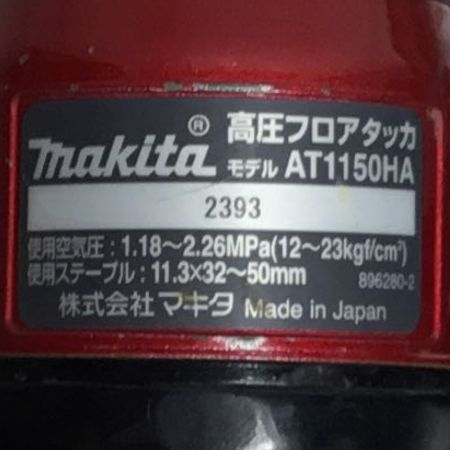 makita® 高圧フロアタッカ
モデル AT1150HA
2393
使用空気圧：1.18～2.26MPa(12～23kgf/cm²)
使用ステープル：11.3×32～50mm 896280-2
株式会社 マキタ Made in Japan